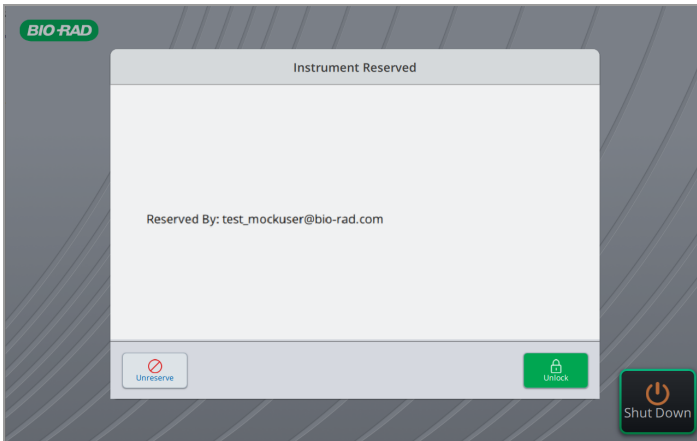 BIO-RAD
Instrument Reserved
Reserved By: test_mockuser@bio-rad.com
Unreserve
Unlock
Shut Down